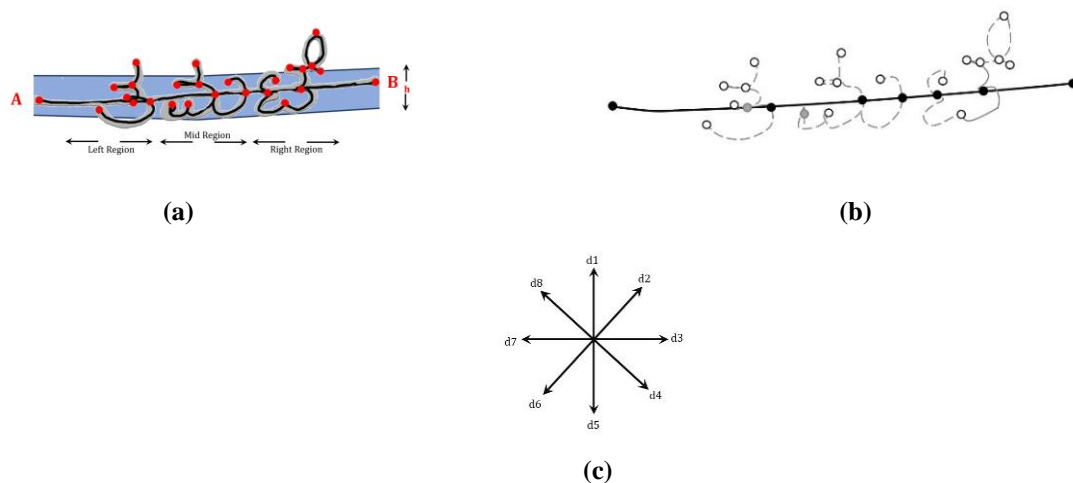 A
B
h
Left Region
Mid Region
Right Region
(a)
(b)
d1
d2
d3
d4
d5
d6
d7
d8
(c)